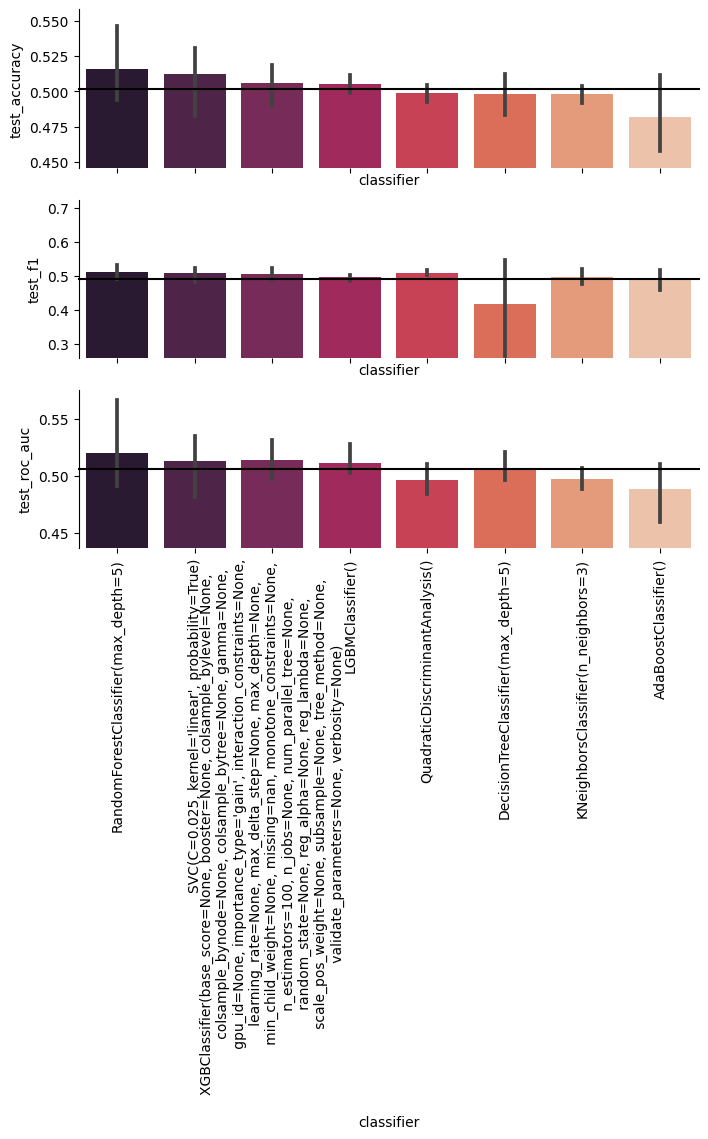 0.550
0.525
0.500
0.475
0.450
test_accuracy
classifier
0.7
0.6
0.5
0.4
0.3
test_f1
classifier
0.55
0.50
0.45
test_roc_auc
RandomForestClassifier(max_depth=5)
SVC(C=0.025, kernel='linear', probability=True)
XGBClassifier(base_score=None, booster=None, colsample_bylevel=None,
colsample_bynode=None, colsample_bytree=None, gamma=None,
gpu_id=None, importance_type='gain', interaction_constraints=None,
learning_rate=None, max_delta_step=None, max_depth=None,
min_child_weight=None, missing=nan, monotone_constraints=None,
n_estimators=100, n_jobs=None, num_parallel_tree=None,
random_state=None, reg_alpha=None, reg_lambda=None,
scale_pos_weight=None, subsample=None, tree_method=None,
validate_parameters=None, verbosity=None)
LGBMClassifier()
QuadraticDiscriminantAnalysis()
DecisionTreeClassifier(max_depth=5)
KNeighborsClassifier(n_neighbors=3)
AdaBoostClassifier()
classifier